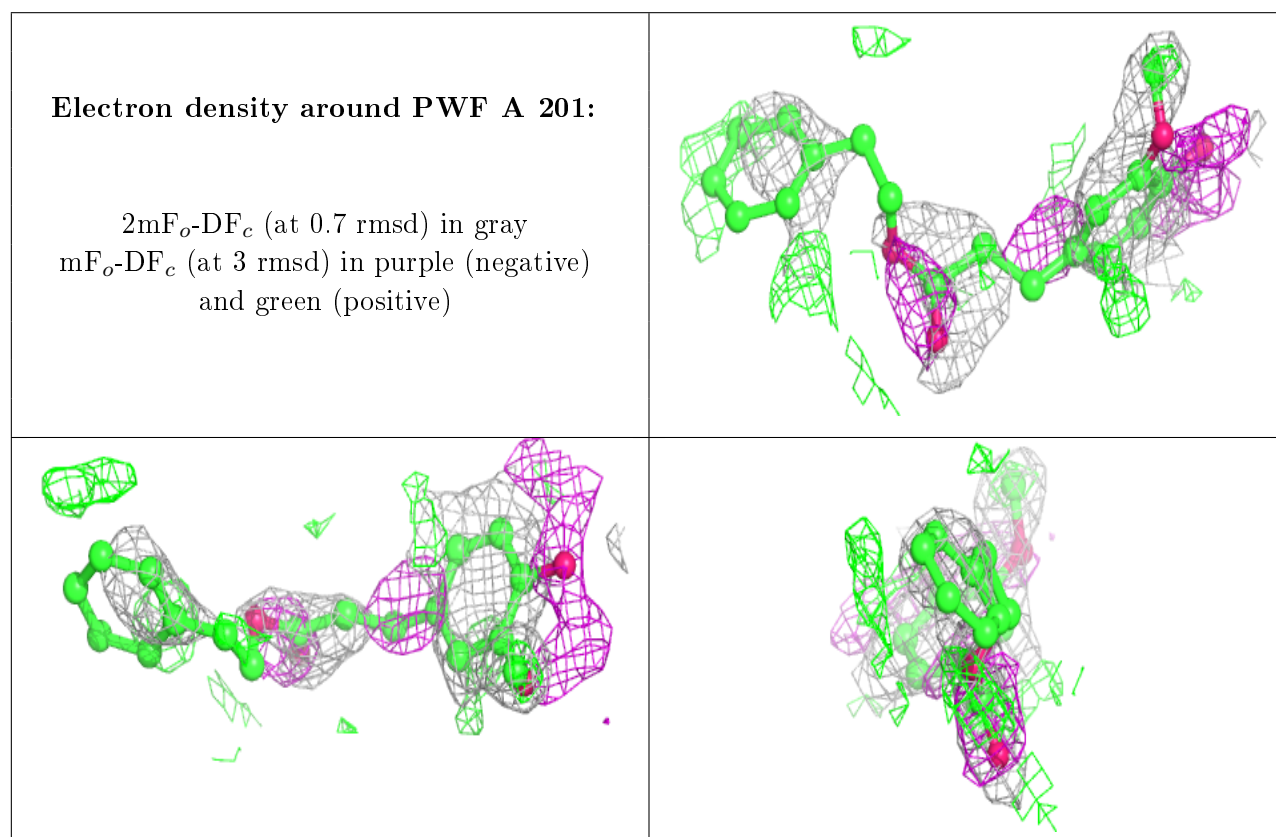 Electron density around PWF A 201:
2mFₒ-DF𝒸 (at 0.7 rmsd) in gray
mFₒ-DF𝒸 (at 3 rmsd) in purple (negative)
and green (positive)